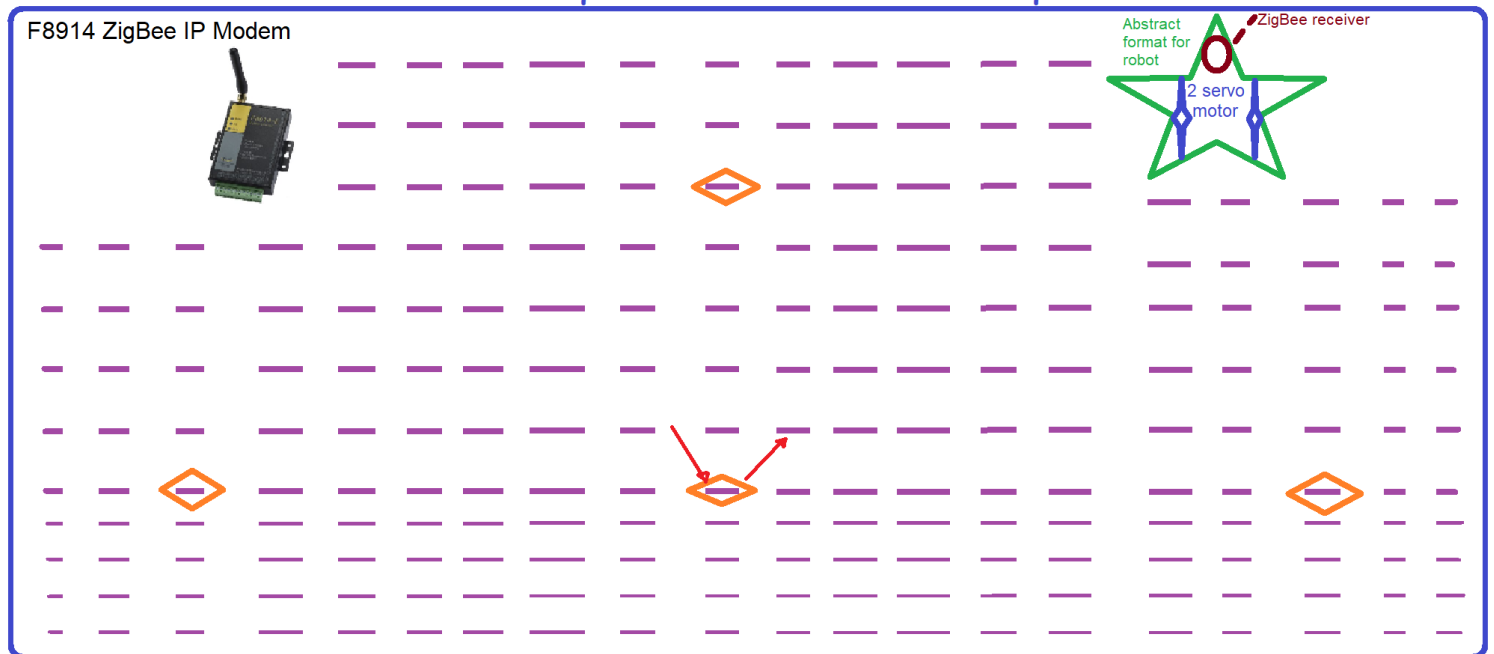 F8914 ZigBee IP Modem
Abstract
format for
robot
ZigBee receiver
2 servo
motor